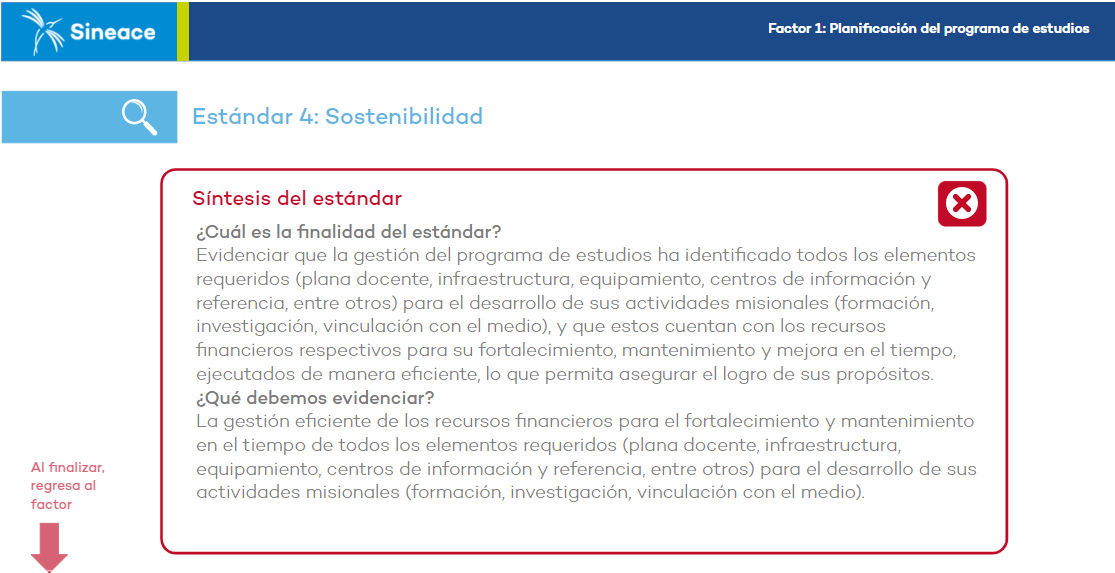 Sineace
Factor 1: Planificación del programa de estudios
Estándar 4: Sostenibilidad
Síntesis del estándar
¿Cuál es la finalidad del estándar?
Evidenciar que la gestión del programa de estudios ha identificado todos los elementos
requeridos (plana docente, infraestructura, equipamiento, centros de información y
referencia, entre otros) para el desarrollo de sus actividades misionales (formación,
investigación, vinculación con el medio), y que estos cuentan con los recursos
financieros respectivos para su fortalecimiento, mantenimiento y mejora en el tiempo,
ejecutados de manera eficiente, lo que permita asegurar el logro de sus propósitos.
¿Qué debemos evidenciar?
La gestión eficiente de los recursos financieros para el fortalecimiento y mantenimiento
en el tiempo de todos los elementos requeridos (plana docente, infraestructura,
equipamiento, centros de información y referencia, entre otros) para el desarrollo de sus
actividades misionales (formación, investigación, vinculación con el medio).
Al finalizar,
regresa al
factor